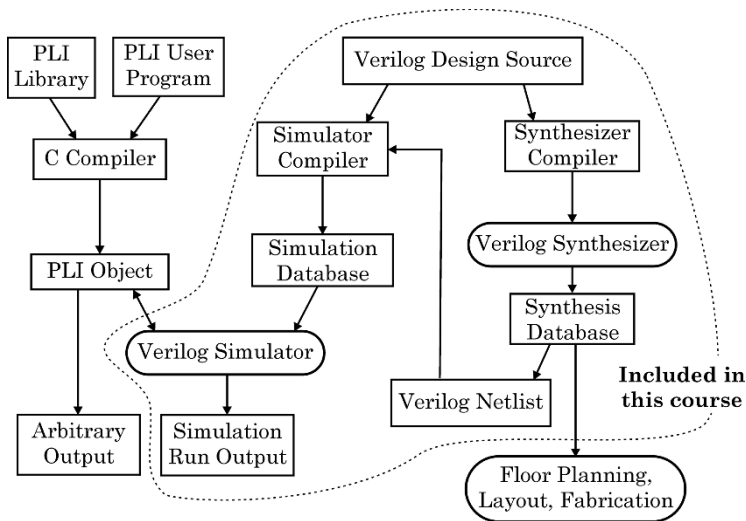 PLI
Library
PLI User
Program
Verilog Design Source
C Compiler
Simulator
Compiler
Synthesizer
Compiler
PLI Object
Simulation
Database
Verilog Synthesizer
Synthesis
Database
Verilog Simulator
Included in
this course
Verilog Netlist
Arbitrary
Output
Simulation
Run Output
Floor Planning,
Layout, Fabrication